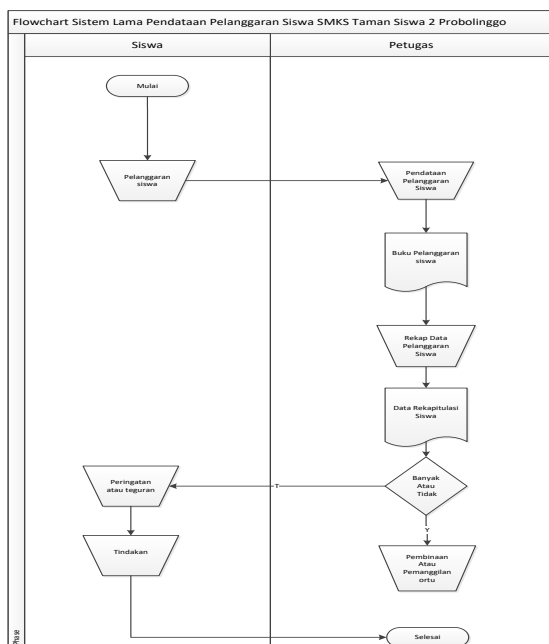 Flowchart Sistem Lama Pendataan Pelanggaran Siswa SMKS Taman Siswa 2 Probolinggo
Siswa
Petugas
Mulai
Pelanggaran
siswa
Pendataan
Pelanggaran
Siswa
Buku Pelanggaran
siswa
Rekap Data
Pelanggaran
Siswa
Data Rekapitulasi
Siswa
Banyak
Atau
Tidak
T
Peringatan
atau teguran
Y
Tindakan
Pembinaan
Atau
Pemanggilan
ortu
Selesai
Phase